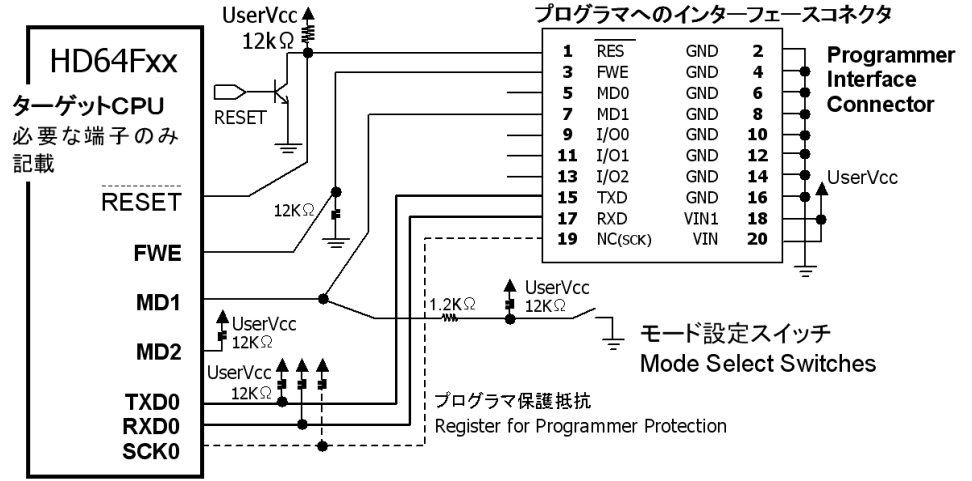 UserVcc
12kΩ
プログラマへのインターフェースコネクタ
HD64Fxx
ターゲットCPU
必要な端子のみ
記載
RESET
1 RES GND 2
3 FWE GND 4
5 MD0 GND 6
7 MD1 GND 8
9 I/O0 GND 10
11 I/O1 GND 12
13 I/O2 GND 14
15 TXD GND 16
17 RXD VIN1 18
19 NC(SCK) VIN 20
Programmer
Interface
Connector
UserVcc
RESET
12KΩ
FWE
MD1
1.2KΩ
UserVcc
12KΩ
モード設定スイッチ
Mode Select Switches
UserVcc
12KΩ
MD2
UserVcc
12KΩ
TXD0
RXD0
SCK0
プログラマ保護抵抗
Register for Programmer Protection